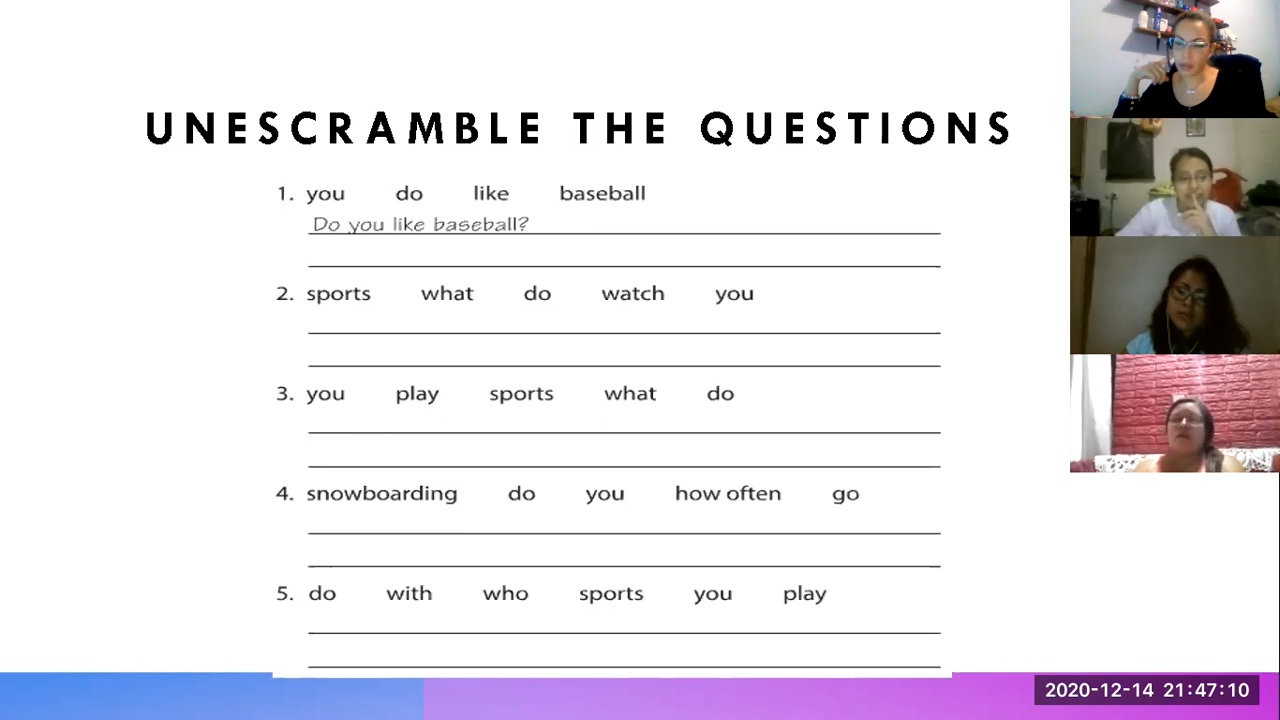 UNESCRAMBLE THE QUESTIONS
1. you do like baseball
Do you like baseball?
2. sports what do watch you
3. you play sports what do
4. snowboarding do you how often go
5. do with who sports you play
2020-12-14 21:47:10